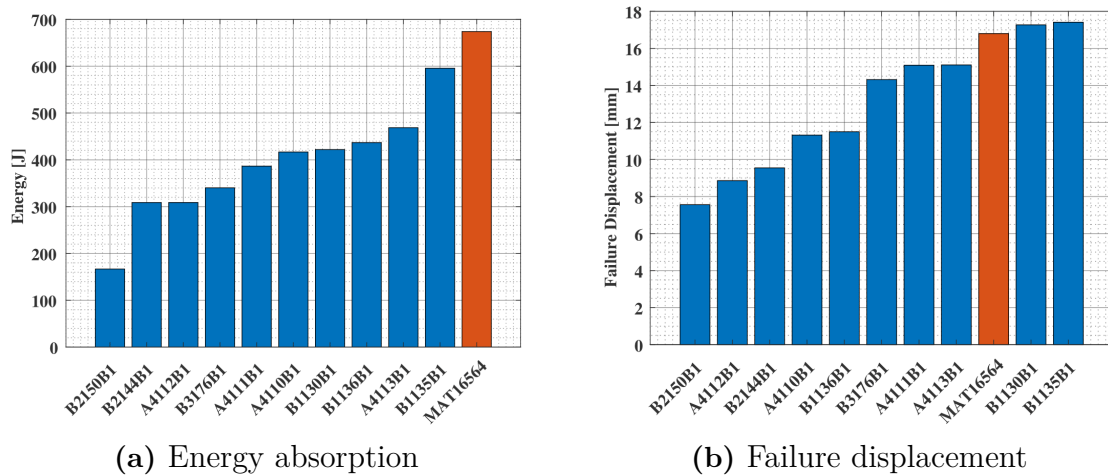 700
600
500
400
300
200
100
0
Energy [J]
B2150B1
B2144B1
A4112B1
B3176B1
A4111B1
A4110B1
B1130B1
B1136B1
A4113B1
B1135B1
MAT16564
(a) Energy absorption
18
16
14
12
10
8
6
4
2
0
Failure Displacement [mm]
B2150B1
A4112B1
B2144B1
A4110B1
B1136B1
B3176B1
A4111B1
A4113B1
MAT16564
B1130B1
B1135B1
(b) Failure displacement